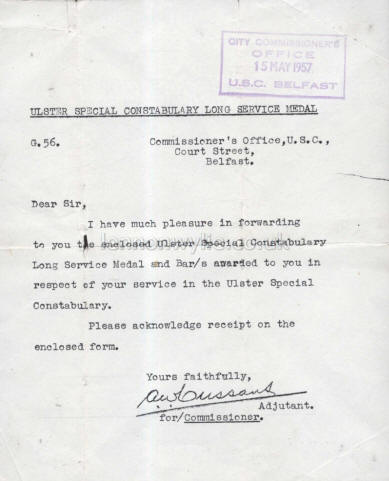 CITY COMMISSIONER'S
OFFICE
15 MAY 1957
U.S.C. BELFAST
ULSTER SPECIAL CONSTABULARY LONG SERVICE MEDAL
G.56.
Commissioner's Office,U.S.C.,
Court Street,
Belfast.
Dear Sir,
I have much pleasure in forwarding
to you the enclosed Ulster Special Constabulary
Long Service Medal and Bar/s awarded to you in
respect of your service in the Ulster Special
Constabulary.
Please acknowledge receipt on the
enclosed form.
Yours faithfully,
Adjutant.
for/Commissioner.